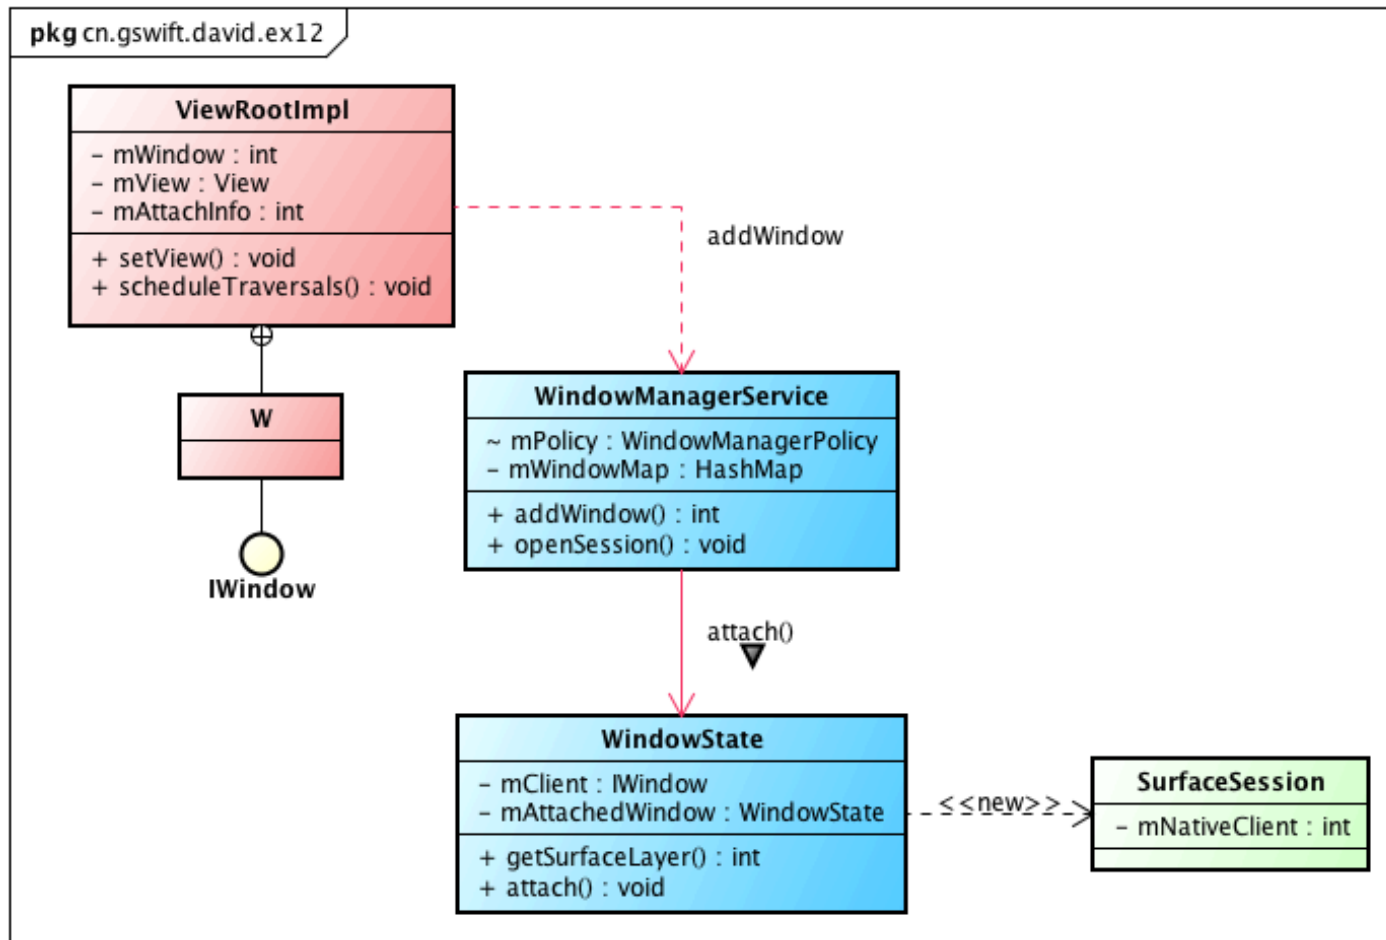 pkg cn.gswift.david.ex12
ViewRootImpl
- mWindow : int
- mView : View
- mAttachInfo : int
+ setView() : void
+ scheduleTraversals() : void
addWindow
W
IWindow
WindowManagerService
~ mPolicy : WindowManagerPolicy
- mWindowMap : HashMap
+ addWindow() : int
+ openSession() : void
attach()
WindowState
- mClient : IWindow
- mAttachedWindow : WindowState
+ getSurfaceLayer() : int
+ attach() : void
<<new>>
SurfaceSession
- mNativeClient : int